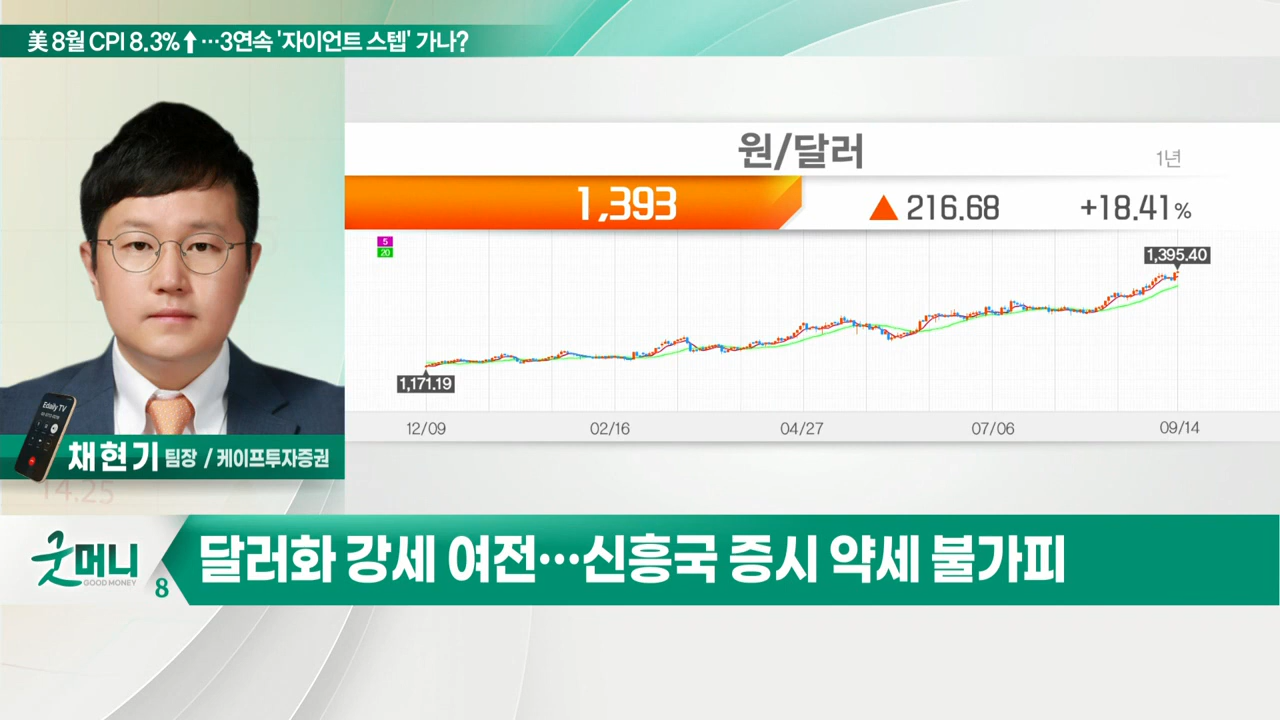 美 8월 CPI 8.3%⬆…3연속 '자이언트 스텝' 가나?
원/달러
1년
1,393
▲ 216.68
+18.41%
5
20
1,395.40
1,171.19
12/09
02/16
04/27
07/06
09/14
Edaily TV
채현기 팀장 / 케이프투자증권
14.25
굿머니
GOOD MONEY
8
달러화 강세 여전…신흥국 증시 약세 불가피